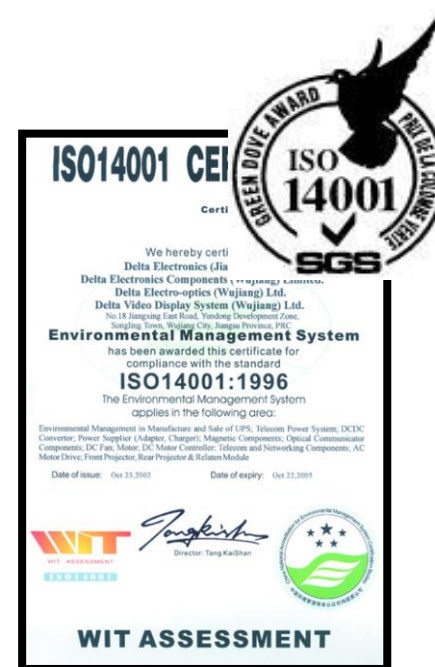 GREEN DOVE AWARD
PRIX DE LA COLOMBE VERTE
ISO
14001
SGS
ISO14001
Certi
We hereby certi
Delta Electronics (Jia
Delta Electronics Components (Wujiang) Limited.
Delta Electro-optics (Wujiang) Ltd.
Delta Video Display System (Wujiang) Ltd.
No.18 Jiangxing East Road, Yundong Development Zone,
Songling Town, Wujiang City, Jiangsu Province, PRC
Environmental Management System
has been awarded this certificate for
compliance with the standard
ISO14001:1996
The Environmental Management System
applies in the following area:
Environmental Management in Manufacture and Sale of UPS; Telecom Power System; DCDC
Convertor; Power Supplier (Adaptor, Charger); Magnetic Components; Optical Communicator
Components; DC Fan, Motor; DC Motor Controller; Telecom and Networking Components; AC
Motor Drive; Front Projector, Rear Projector & Relaten Module
Date of issue: Oct 23,2002 Date of expiry: Oct 22,2005
WIT
WIT ASSESSMENT
ISO14001
Director: Tang KaiShan
WIT ASSESSMENT